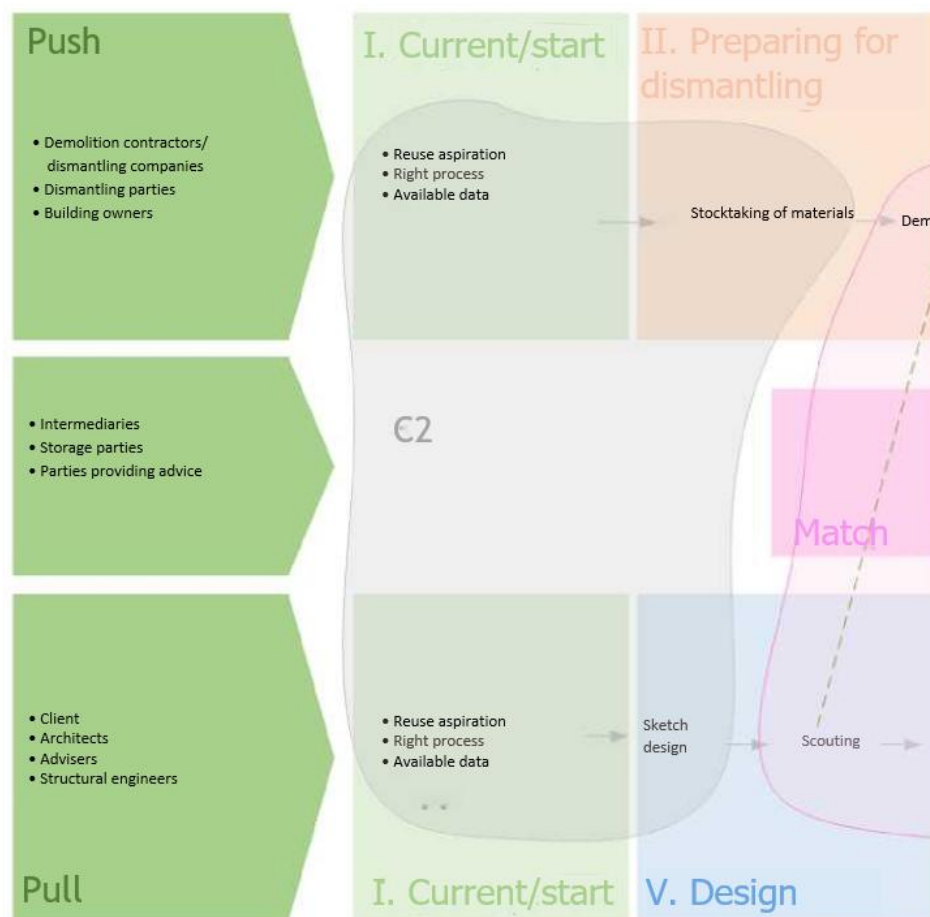 Push
• Demolition contractors/
dismantling companies
• Dismantling parties
• Building owners
I. Current/start
• Reuse aspiration
• Right process
• Available data
II. Preparing for
dismantling
Stocktaking of materials
Dem
• Intermediaries
• Storage parties
• Parties providing advice
€2
Match
• Client
• Architects
• Advisers
• Structural engineers
Pull
• Reuse aspiration
• Right process
• Available data
. .
I. Current/start
Sketch
design
Scouting
V. Design